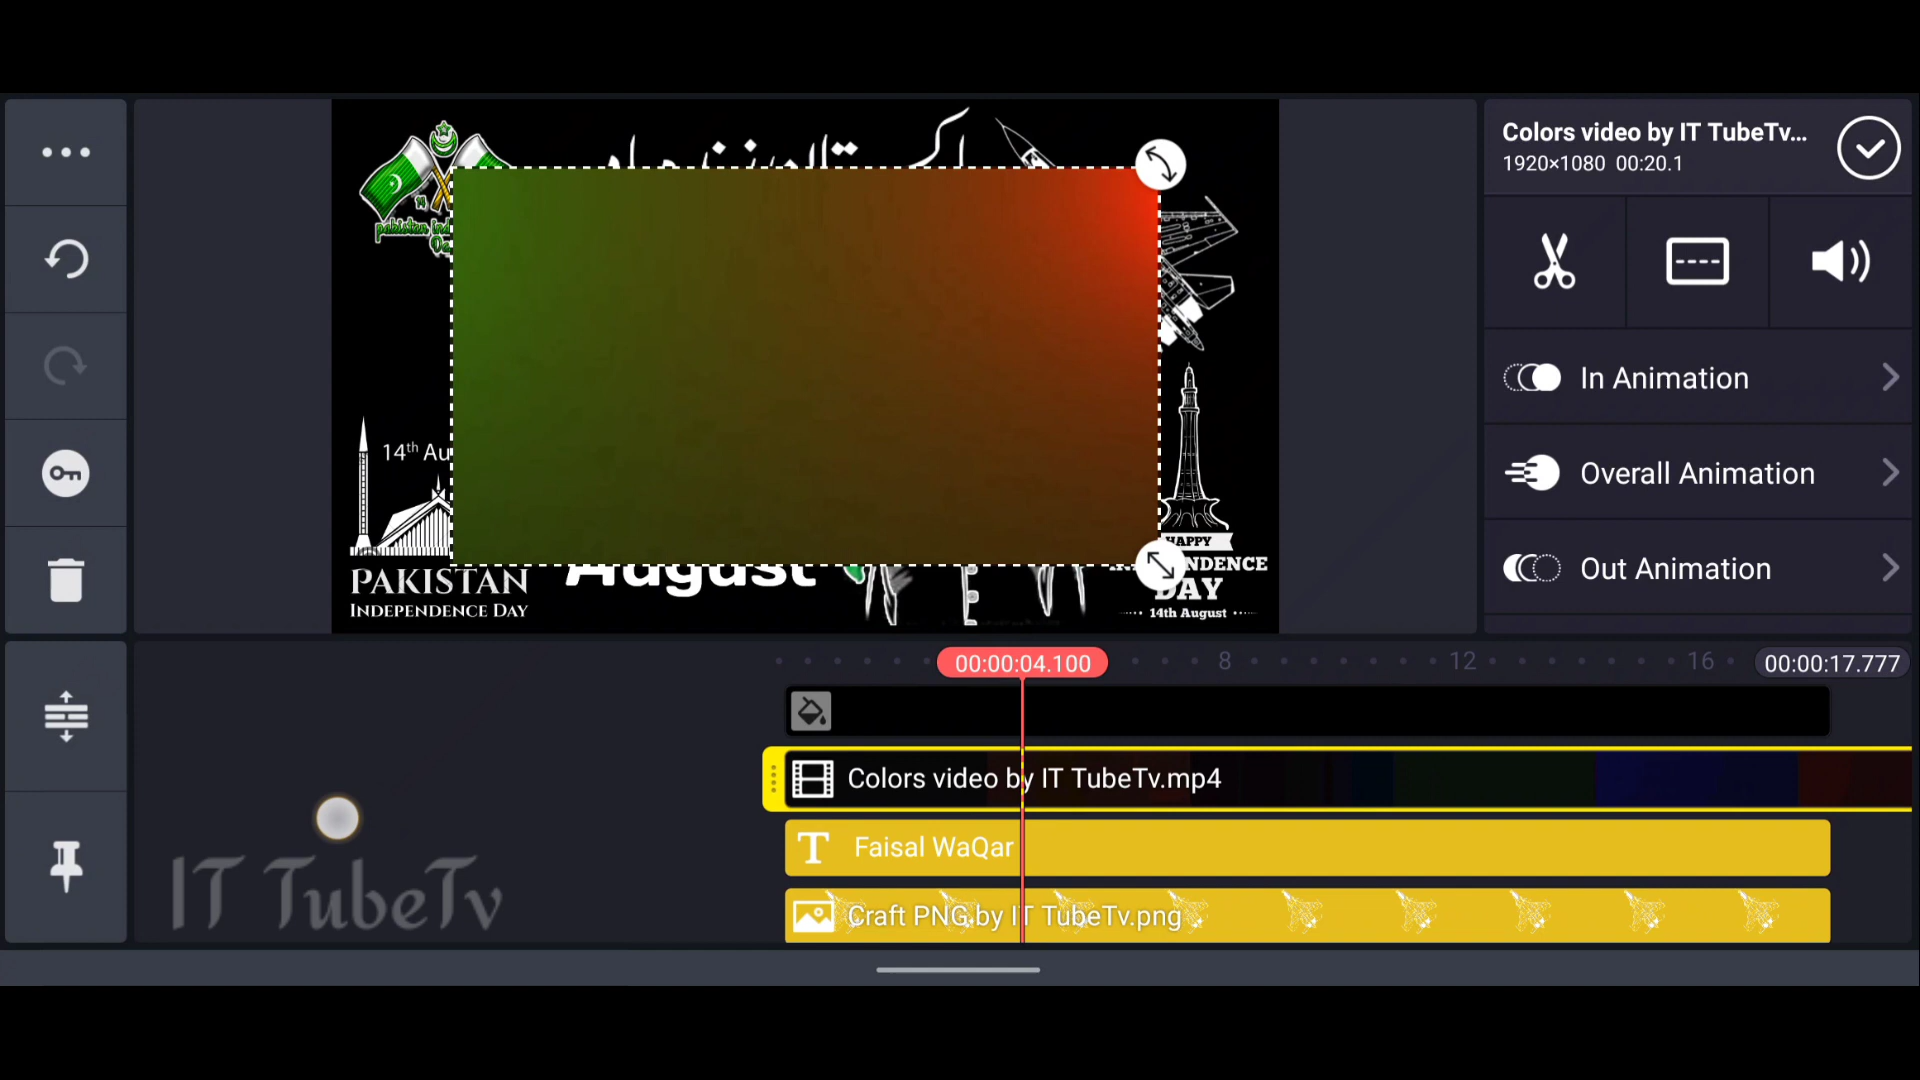 Colors video by IT TubeTv...
1920×1080 00:20.1
In Animation
Overall Animation
Out Animation
14th Au
PAKISTAN
INDEPENDENCE DAY
August
HAPPY
NDENCE
DAY
14th August
00:00:04.100
8
12
16
00:00:17.777
Colors video by IT TubeTv.mp4
T Faisal WaQar
Craft PNG by IT TubeTv.png
IT TubeTv